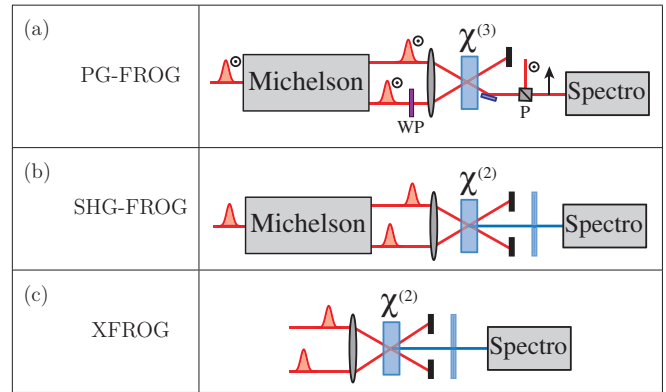 (a)
PG-FROG
Michelson
WP
χ(3)
P
Spectro
(b)
SHG-FROG
Michelson
χ(2)
Spectro
(c)
XFROG
χ(2)
Spectro